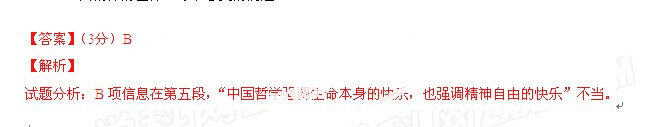 【答案】（3分）B
【解析】
试题分析：B 项信息在第五段，“中国哲学强调生命本身的快乐，也强调精神自由的快乐”不当。